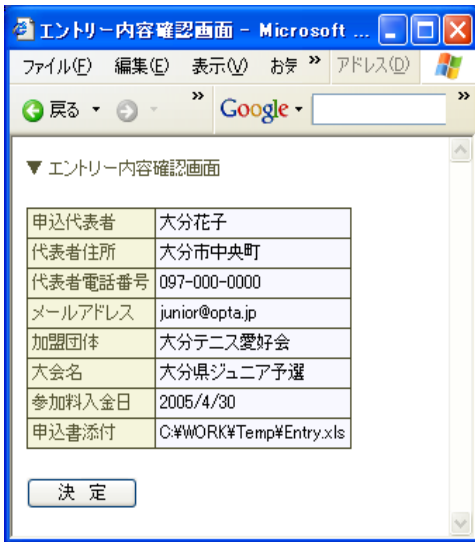 エントリー内容確認画面 - Microsoft ...
ファイル(F) 編集(E) 表示(V) お気 » アドレス(D)
戻る » Google »
▼ エントリー内容確認画面
申込代表者 大分花子
代表者住所 大分市中央町
代表者電話番号 097-000-0000
メールアドレス junior@opta.jp
加盟団体 大分テニス愛好会
大会名 大分県ジュニア予選
参加料入金日 2005/4/30
申込書添付 C:¥WORK¥Temp¥Entry.xls
決 定